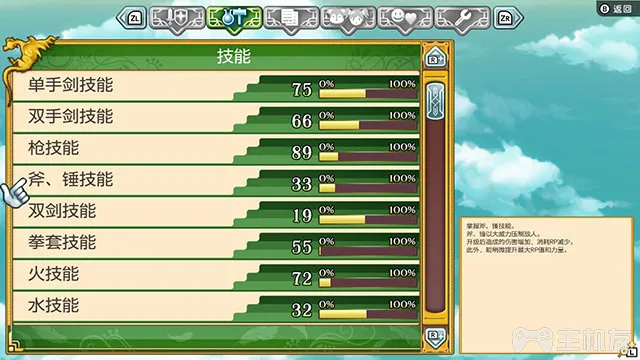 ZL
ZR
B 返回
技能
R
单手剑技能 75 0% 100%
双手剑技能 66 0% 100%
枪技能 89 0% 100%
斧、锤技能 33 0% 100%
双剑技能 19 0% 100%
拳套技能 55 0% 100%
火技能 72 0% 100%
水技能 32 0% 100%
R
掌握斧、锤技能。
斧、锤以大威力压制敌人。
升级后造成的伤害增加，消耗RP减少。
此外，能稍微提升最大RP值和力量。
主机友
L